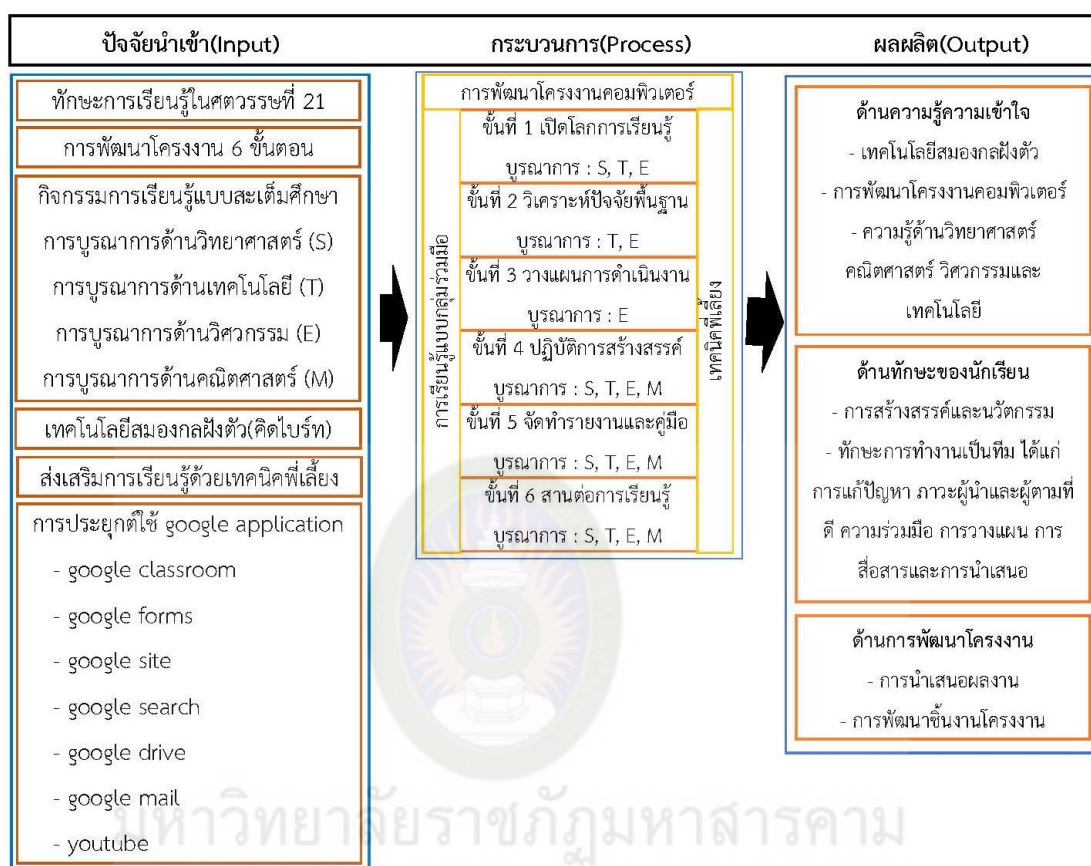 ปัจจัยนำเข้า(Input)
กระบวนการ(Process)
ผลผลิต(Output)
ทักษะการเรียนรู้ในศตวรรษที่ 21
การพัฒนาโครงงาน 6 ขั้นตอน
กิจกรรมการเรียนรู้แบบสะเต็มศึกษา
การบูรณาการด้านวิทยาศาสตร์ (S)
การบูรณาการด้านเทคโนโลยี (T)
การบูรณาการด้านวิศวกรรม (E)
การบูรณาการด้านคณิตศาสตร์ (M)
เทคโนโลยีสมองกลฝังตัว(คิดไบร์ท)
ส่งเสริมการเรียนรู้ด้วยเทคนิคพี่เลี้ยง
การประยุกต์ใช้ google application
- google classroom
- google forms
- google site
- google search
- google drive
- google mail
- youtube
การพัฒนาโครงงานคอมพิวเตอร์
การเรียนรู้แบบกลุ่มร่วมมือ
ขั้นที่ 1 เปิดโลกการเรียนรู้
บูรณาการ : S, T, E
ขั้นที่ 2 วิเคราะห์ปัจจัยพื้นฐาน
บูรณาการ : T, E
ขั้นที่ 3 วางแผนการดำเนินงาน
บูรณาการ : E
ขั้นที่ 4 ปฏิบัติการสร้างสรรค์
บูรณาการ : S, T, E, M
ขั้นที่ 5 จัดทำรายงานและคู่มือ
บูรณาการ : S, T, E, M
ขั้นที่ 6 สานต่อการเรียนรู้
บูรณาการ : S, T, E, M
เทคนิคพี่เลี้ยง
ด้านความรู้ความเข้าใจ
- เทคโนโลยีสมองกลฝังตัว
- การพัฒนาโครงงานคอมพิวเตอร์
- ความรู้ด้านวิทยาศาสตร์
คณิตศาสตร์ วิศวกรรมและ
เทคโนโลยี
ด้านทักษะของนักเรียน
- การสร้างสรรค์และนวัตกรรม
- ทักษะการทำงานเป็นทีม ได้แก่
การแก้ปัญหา ภาวะผู้นำและผู้ตามที่
ดี ความร่วมมือ การวางแผน การ
สื่อสารและการนำเสนอ
ด้านการพัฒนาโครงงาน
- การนำเสนอผลงาน
- การพัฒนาชิ้นงานโครงงาน
มหาวิทยาลัยราชภัฏมหาสารคาม